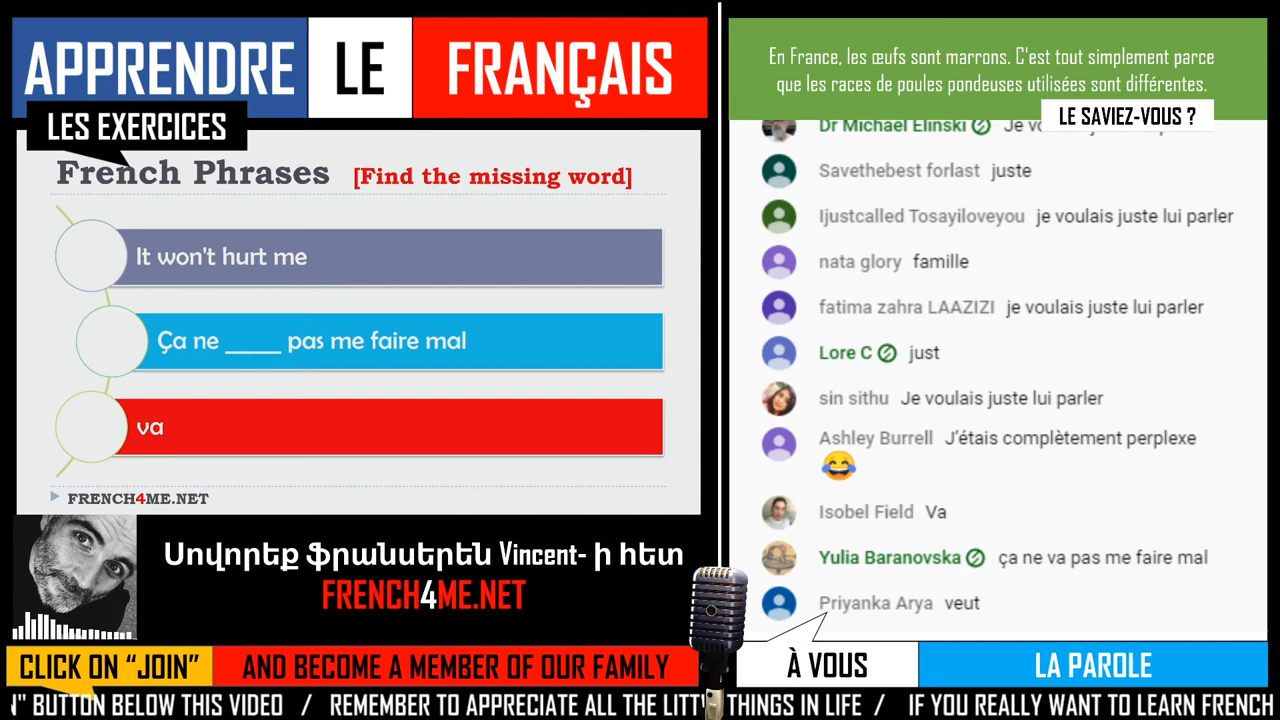 APPRENDRE LE FRANÇAIS
LES EXERCICES
French Phrases [Find the missing word]
It won't hurt me
Ça ne _____ pas me faire mal
va
FRENCH4ME.NET
Սովորեք ֆրանսերեն Vincent- ի հետ
FRENCH4ME.NET
CLICK ON “JOIN” AND BECOME A MEMBER OF OUR FAMILY
En France, les œufs sont marrons. C'est tout simplement parce
que les races de poules pondeuses utilisées sont différentes.
LE SAVIEZ-VOUS ?
Dr Michael Elinski
Savethebest forlast juste
Ijustcalled Tosayiloveyou je voulais juste lui parler
nata glory famille
fatima zahra LAAZIZI je voulais juste lui parler
Lore C just
sin sithu Je voulais juste lui parler
Ashley Burrell J'étais complètement perplexe
😂
Isobel Field Va
Yulia Baranovska ça ne va pas me faire mal
Priyanka Arya veut
À VOUS LA PAROLE
" BUTTON BELOW THIS VIDEO / REMEMBER TO APPRECIATE ALL THE THINGS IN LIFE / IF YOU REALLY WANT TO LEARN FRENCH